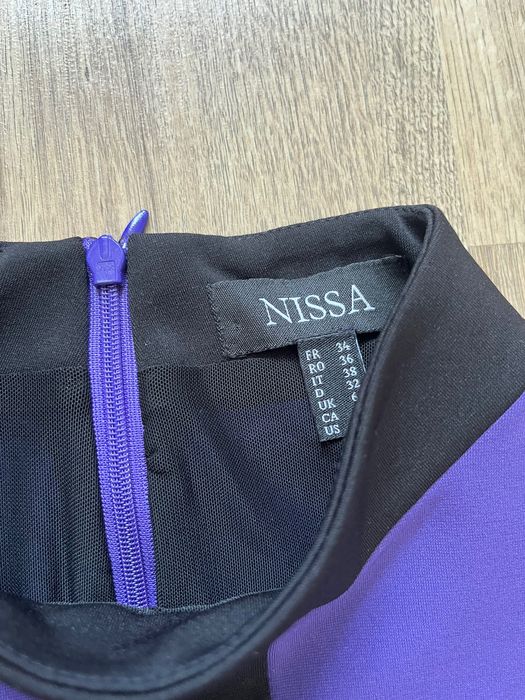 NISSA
FR 34
RO 36
IT 38
D 32
UK 6
CA
US